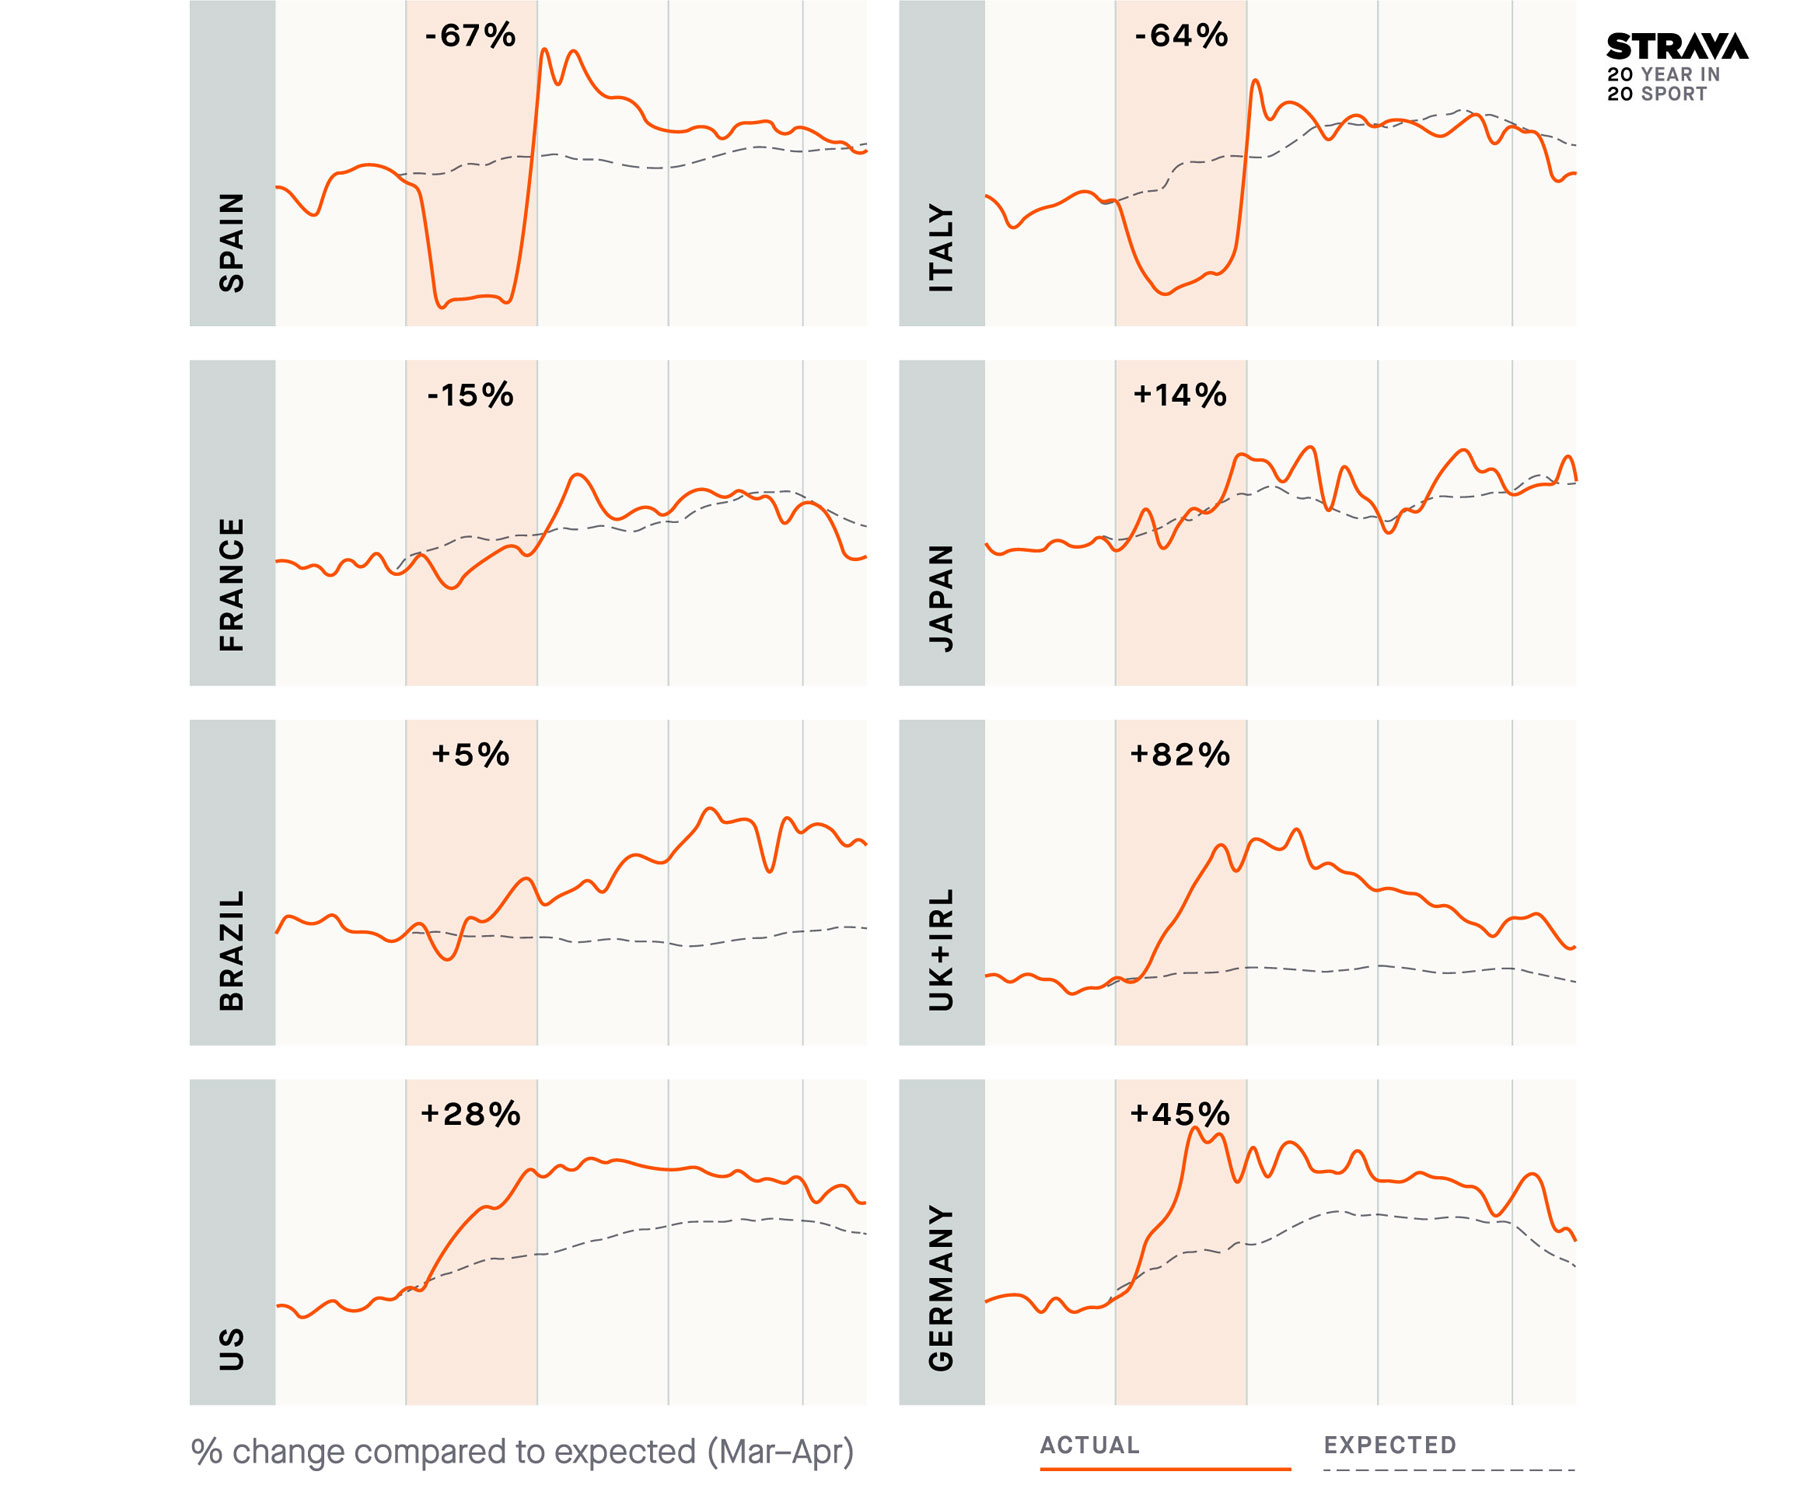 -67%
SPAIN
-64%
ITALY
STRAVA
20 YEAR IN
20 SPORT
-15%
FRANCE
+14%
JAPAN
+5%
BRAZIL
+82%
UK+IRL
+28%
US
+45%
GERMANY
% change compared to expected (Mar–Apr)
ACTUAL
EXPECTED